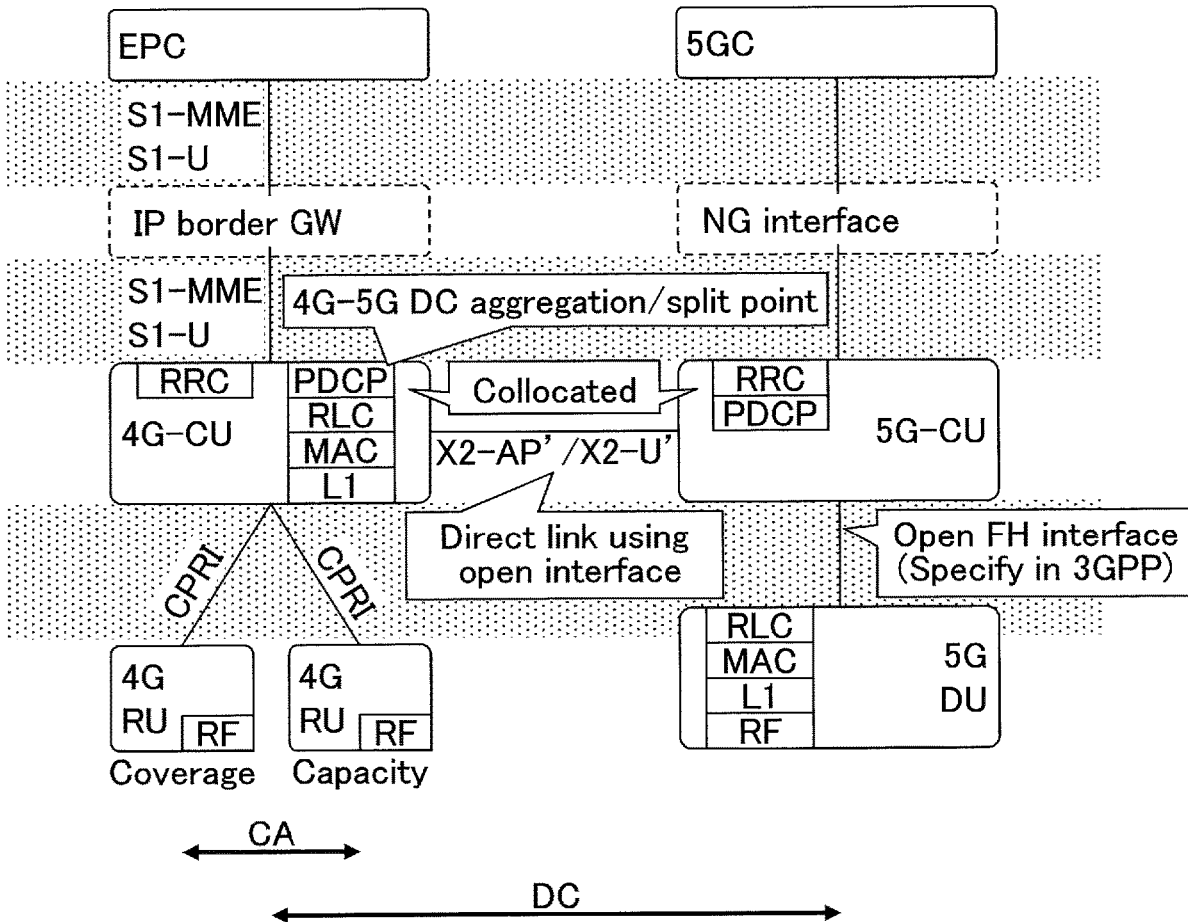 EPC
5GC
S1-MME
S1-U
IP border GW
NG interface
S1-MME
S1-U
4G-5G DC aggregation/split point
RRC
PDCP
RLC
MAC
L1
4G-CU
Collocated
RRC
PDCP
5G-CU
X2-AP' /X2-U'
Direct link using
open interface
Open FH interface
(Specify in 3GPP)
CPRI
CPRI
4G
RU
RF
Coverage
4G
RU
RF
Capacity
RLC
MAC
L1
RF
5G
DU
CA
DC